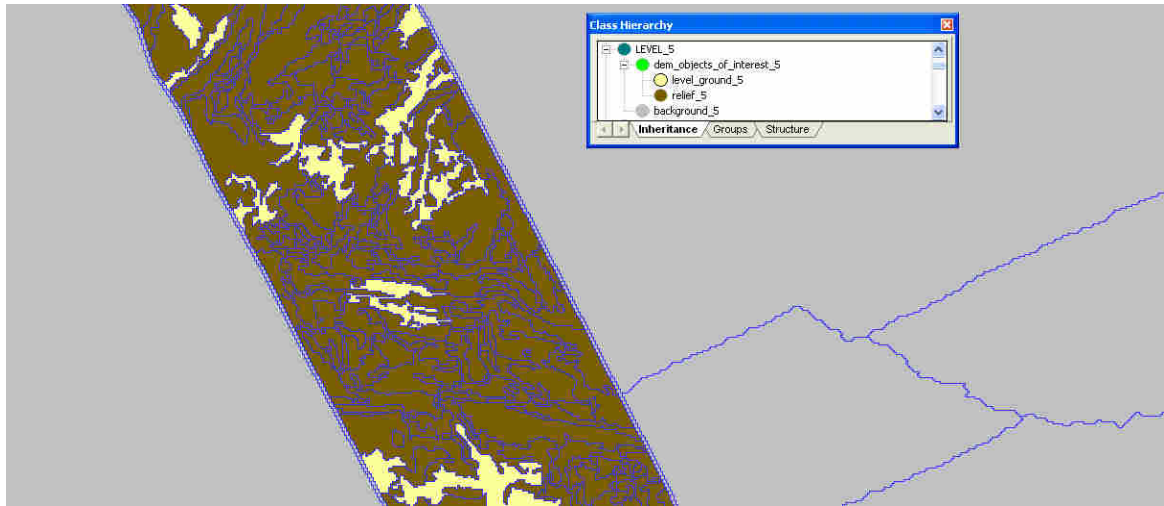 Class Hierarchy
LEVEL_5
dem_objects_of_interest_5
level_ground_5
relief_5
background_5
Inheritance Groups Structure